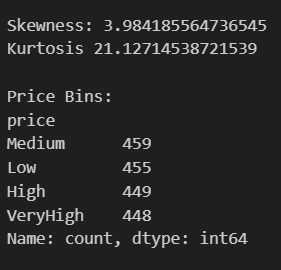 Skewness: 3.984185564736545
Kurtosis 21.12714538721539
Price Bins:
price
Medium 459
Low 455
High 449
VeryHigh 448
Name: count, dtype: int64